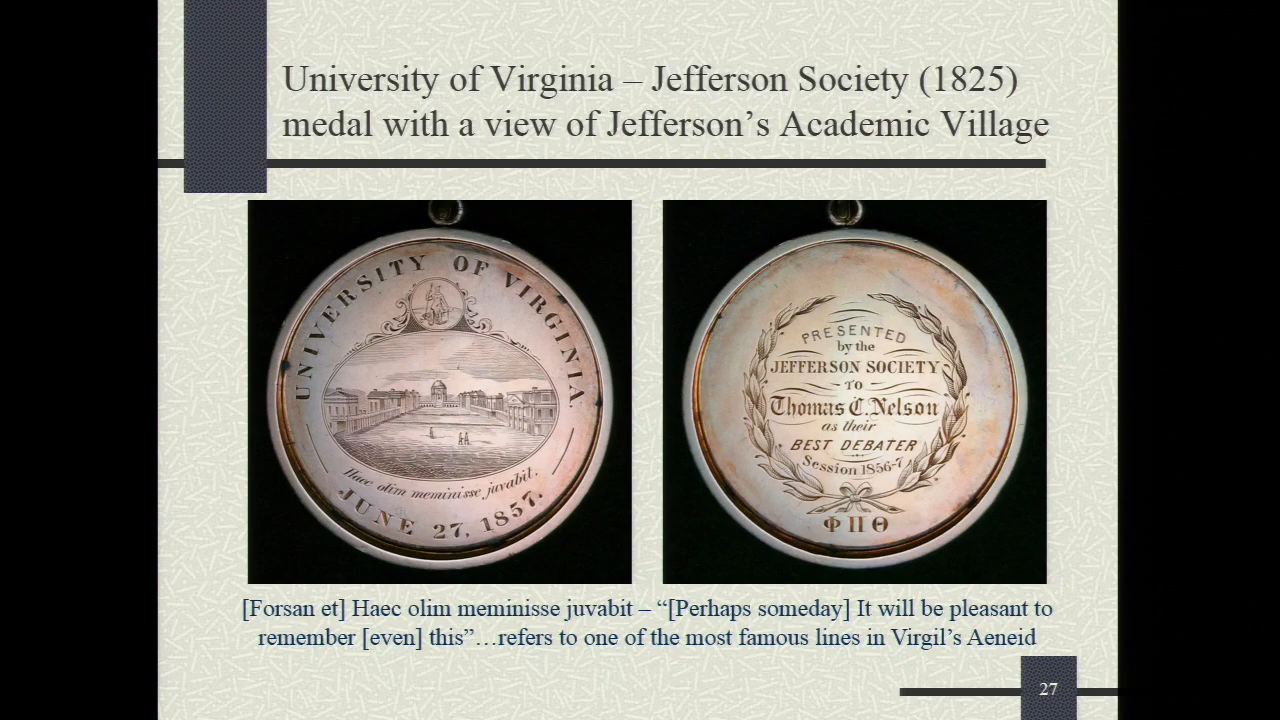 University of Virginia – Jefferson Society (1825)
medal with a view of Jefferson’s Academic Village
UNIVERSITY OF VIRGINIA.
Haec olim meminisse juvabit.
JUNE 27, 1857.
PRESENTED
by the
JEFFERSON SOCIETY
TO
Thomas C. Nelson
as their
BEST DEBATER
Session 1856-7
Φ Π Θ
[Forsan et] Haec olim meminisse juvabit – “[Perhaps someday] It will be pleasant to
remember [even] this”…refers to one of the most famous lines in Virgil’s Aeneid
27